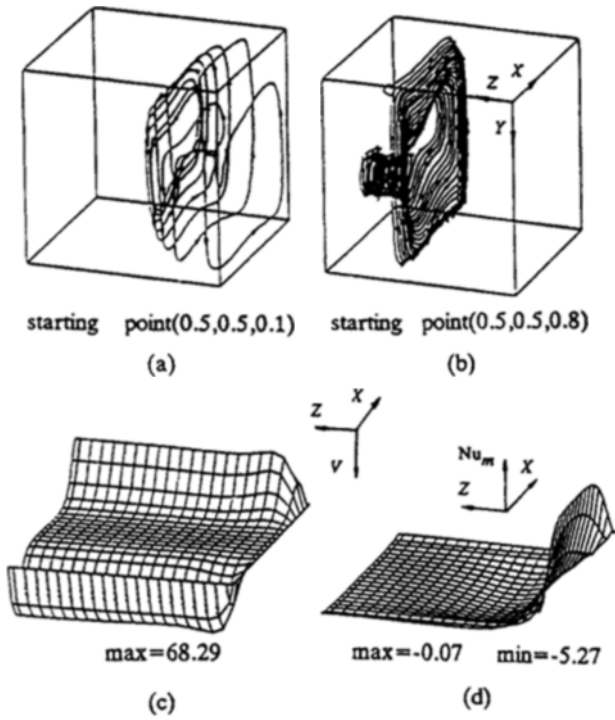 X
Z
Y
starting point(0.5,0.5,0.1)
starting point(0.5,0.5,0.8)
(a)
(b)
X
Z
V
Nu_m
X
Z
max=68.29
max=-0.07 min=-5.27
(c)
(d)